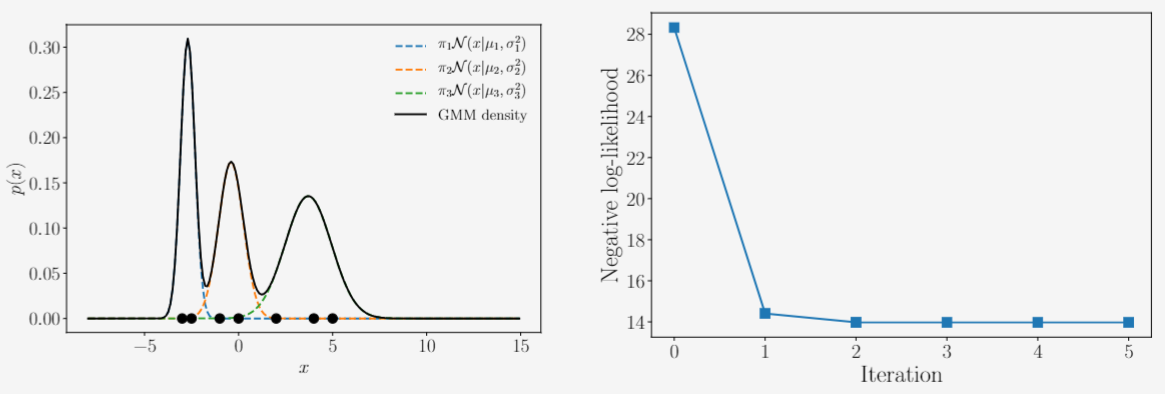 0.30
0.25
0.20
0.15
0.10
0.05
0.00
p(x)
−5 0 5 10 15
x
π₁𝒩(x|μ₁, σ₁²)
π₂𝒩(x|μ₂, σ₂²)
π₃𝒩(x|μ₃, σ₃²)
GMM density
28
26
24
22
20
18
16
14
Negative log-likelihood
0 1 2 3 4 5
Iteration